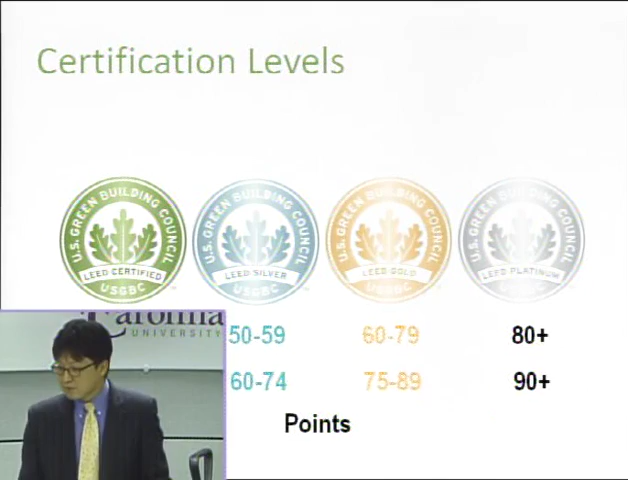 Certification Levels
U.S. GREEN BUILDING COUNCIL
LEED CERTIFIED
USGBC
U.S. GREEN BUILDING COUNCIL
LEED SILVER
USGBC
U.S. GREEN BUILDING COUNCIL
LEED GOLD
USGBC
U.S. GREEN BUILDING COUNCIL
LEED PLATINUM
USGBC
Carolina
UNIVERSITY
50-59
60-79
80+
60-74
75-89
90+
Points